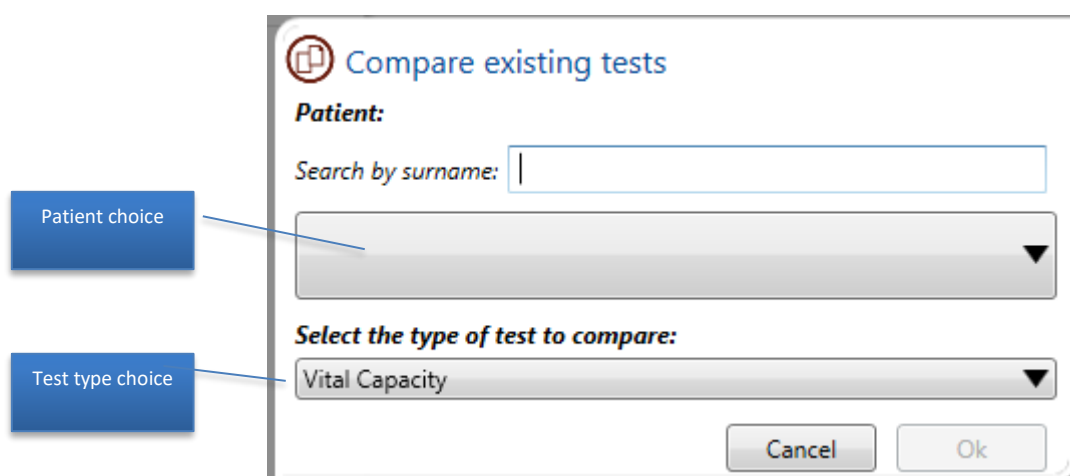 Compare existing tests
Patient:
Search by surname:
Patient choice
Select the type of test to compare:
Test type choice
Vital Capacity
Cancel
Ok